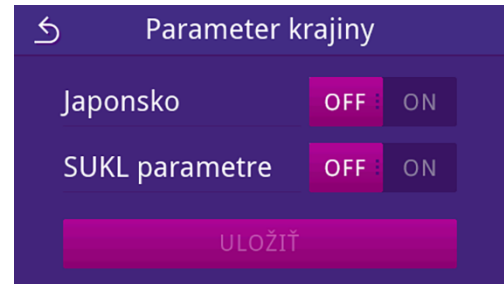 Parameter krajiny
Japonsko OFF ON
SUKL parametre OFF ON
ULOŽIŤ